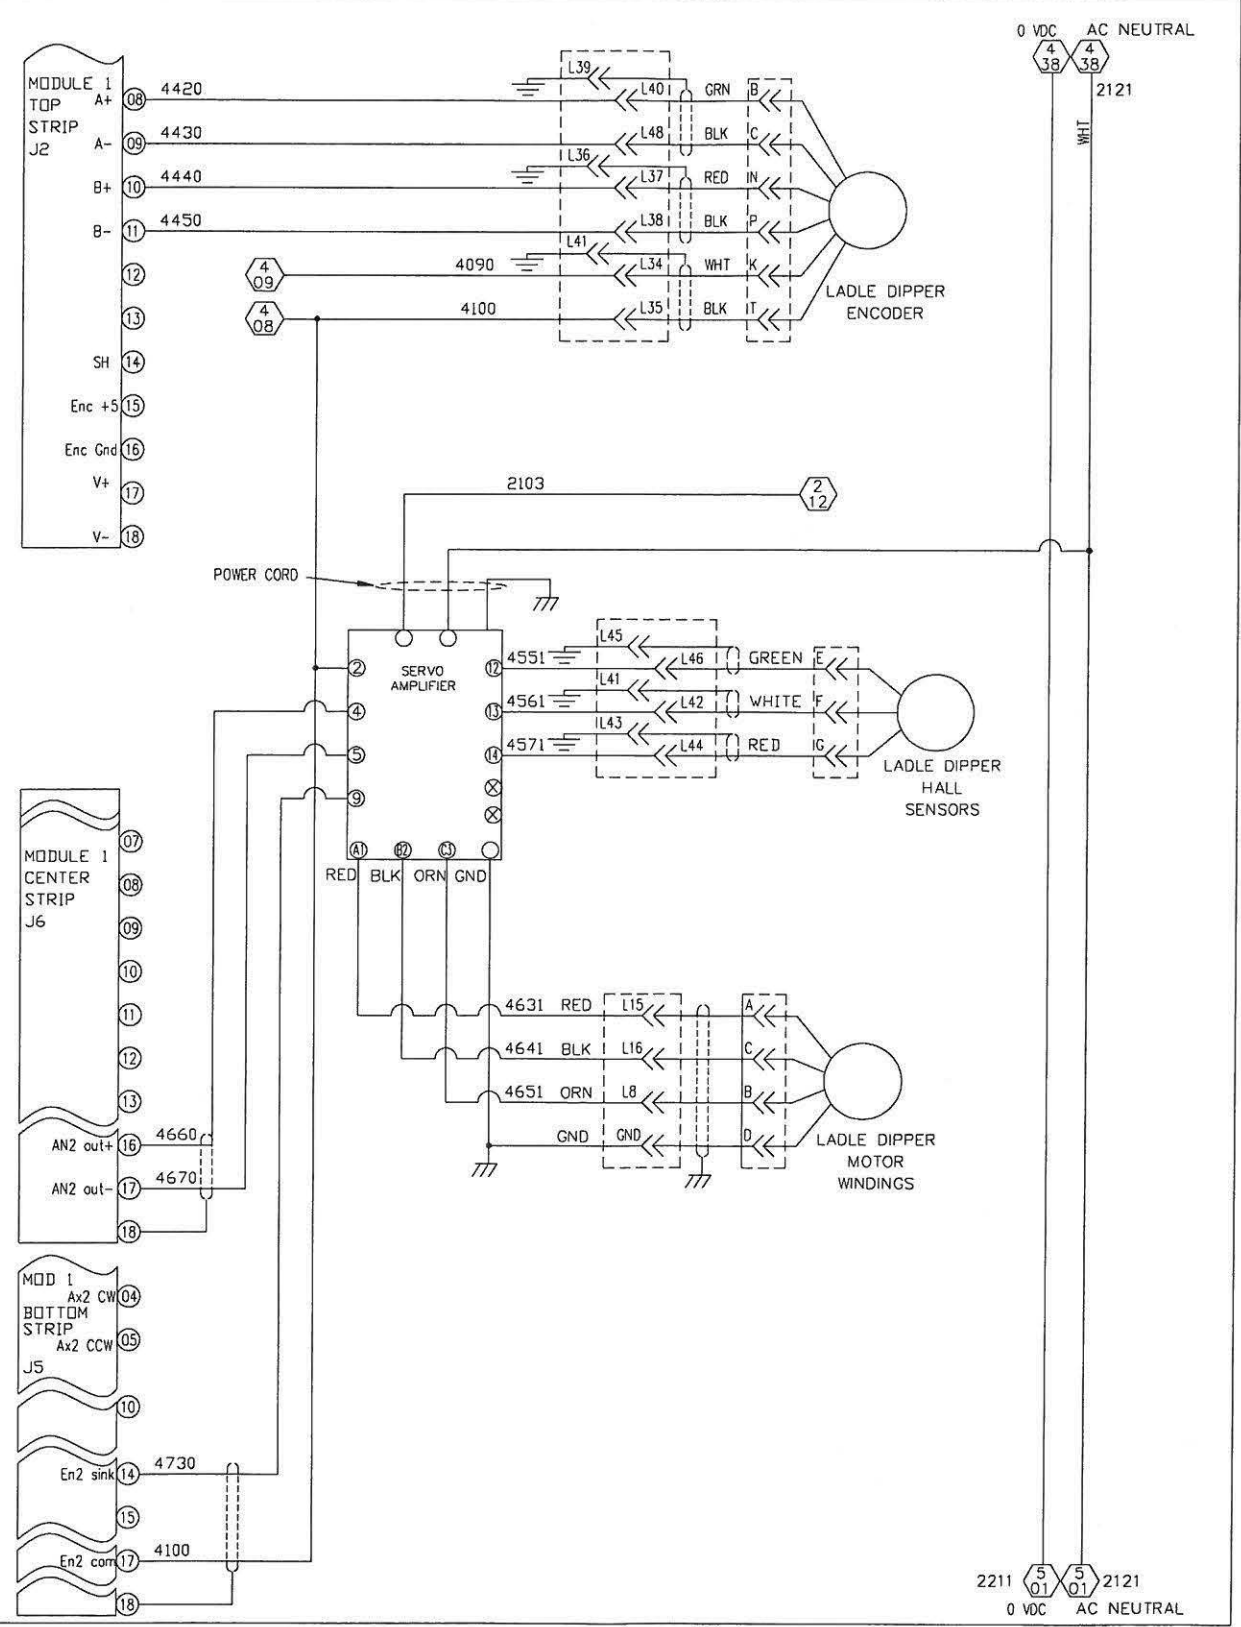 0 VDC AC NEUTRAL
4 4
38 38
2121
WHT
MODULE 1
TOP
STRIP
J2
A+ 08 4420
A- 09 4430
B+ 10 4440
B- 11 4450
12
13
SH 14
Enc +5 15
Enc Gnd 16
V+ 17
V- 18
4
09
4090
4
08
4100
L39
L40 GRN B
L48 BLK C
L36
L37 RED N
L38 BLK P
L41
L34 WHT K
L35 BLK T
LADLE DIPPER
ENCODER
2103
2
12
POWER CORD
SERVO
AMPLIFIER
2
4
5
9
12 4551
13 4561
14 4571
L45
L46 GREEN E
L41
L42 WHITE F
L43
L44 RED G
LADLE DIPPER
HALL
SENSORS
A1 B2 C3
RED BLK ORN GND
MODULE 1
CENTER
STRIP
J6
07
08
09
10
11
12
13
AN2 out+ 16 4660
AN2 out- 17 4670
18
4631 RED L15 A
4641 BLK L16 C
4651 ORN L8 B
GND GND D
LADLE DIPPER
MOTOR
WINDINGS
MOD 1
Ax2 CW 04
BOTTOM
STRIP
Ax2 CCW 05
J5
10
En2 sink 14 4730
15
En2 com 17 4100
18
2211 5 5 2121
01 01
0 VDC AC NEUTRAL